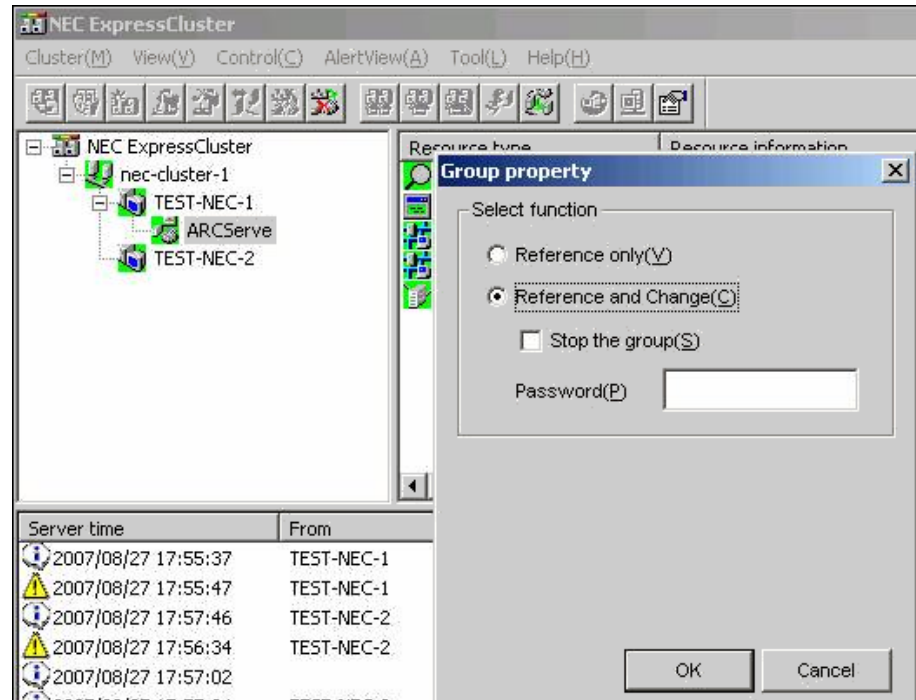 NEC ExpressCluster
Cluster(M) View(V) Control(C) AlertView(A) Tool(L) Help(H)
NEC ExpressCluster
nec-cluster-1
TEST-NEC-1
ARCServe
TEST-NEC-2
Resource type Resource information
Group property
Select function
Reference only(V)
Reference and Change(C)
Stop the group(S)
Password(P)
OK Cancel
Server time From
2007/08/27 17:55:37 TEST-NEC-1
2007/08/27 17:55:47 TEST-NEC-1
2007/08/27 17:57:46 TEST-NEC-2
2007/08/27 17:56:34 TEST-NEC-2
2007/08/27 17:57:02